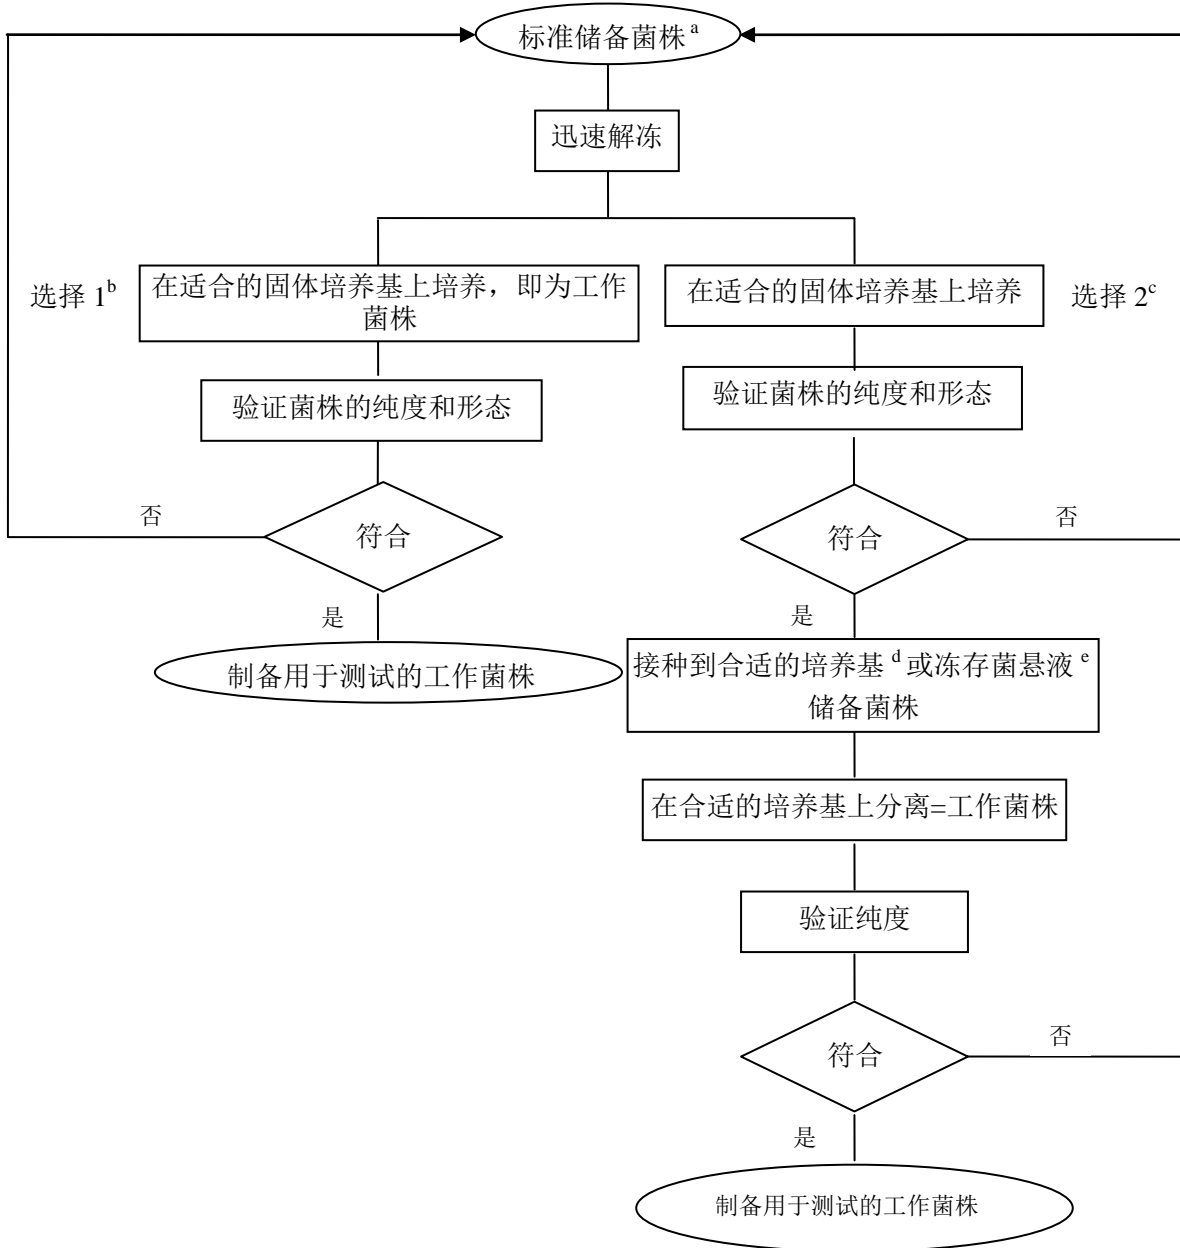 标准储备菌株 a
迅速解冻
选择 1b
在适合的固体培养基上培养，即为工作
菌株
在适合的固体培养基上培养
选择 2c
验证菌株的纯度和形态
验证菌株的纯度和形态
否
符合
符合
否
是
是
制备用于测试的工作菌株
接种到合适的培养基 d 或冻存菌悬液 e
储备菌株
在合适的培养基上分离=工作菌株
验证纯度
符合
否
是
制备用于测试的工作菌株